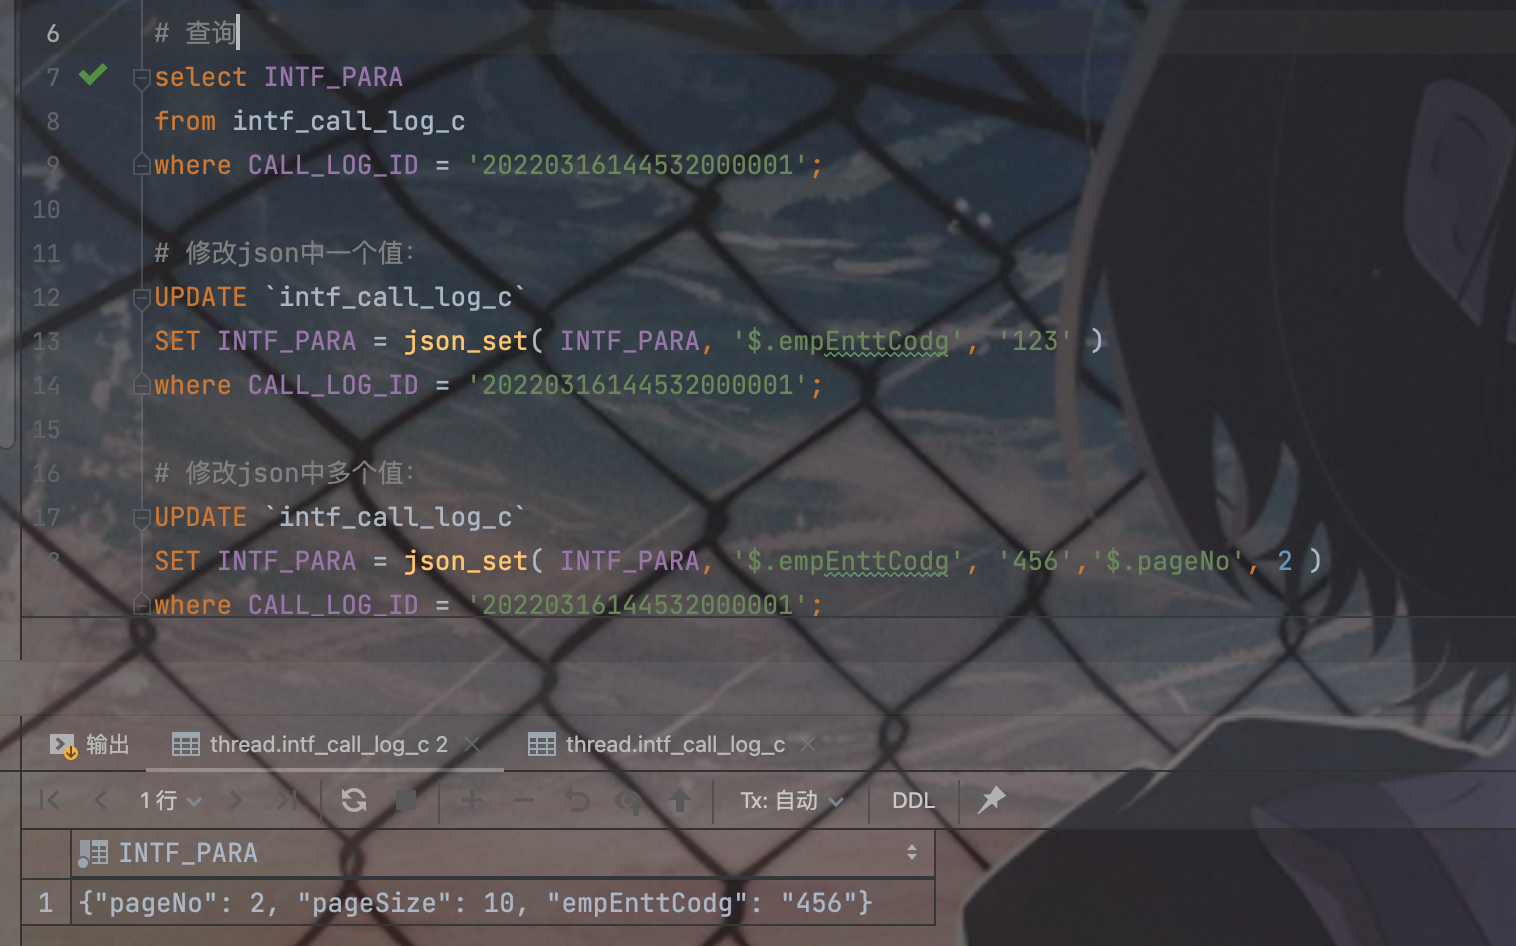 6 # 查询
7 select INTF_PARA
8 from intf_call_log_c
9 where CALL_LOG_ID = '20220316144532000001';
10
11 # 修改json中一个值:
12 UPDATE `intf_call_log_c`
13 SET INTF_PARA = json_set( INTF_PARA, '$.empEnttCodg', '123' )
14 where CALL_LOG_ID = '20220316144532000001';
15
16 # 修改json中多个值:
17 UPDATE `intf_call_log_c`
SET INTF_PARA = json_set( INTF_PARA, '$.empEnttCodg', '456','$.pageNo', 2 )
where CALL_LOG_ID = '20220316144532000001';
输出 thread.intf_call_log_c 2 thread.intf_call_log_c
1 行 Tx: 自动 DDL
INTF_PARA
1 {"pageNo": 2, "pageSize": 10, "empEnttCodg": "456"}